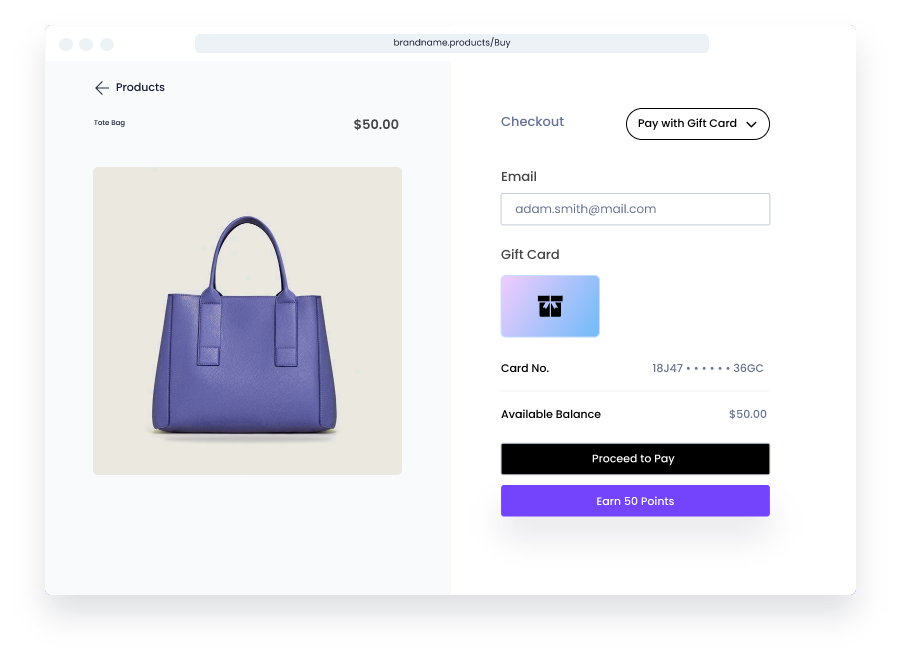 brandname.products/Buy
Products
Tote Bag
$50.00
Checkout
Pay with Gift Card
Email
adam.smith@mail.com
Gift Card
Card No.
18J47 • • • • • • 36GC
Available Balance
$50.00
Proceed to Pay
Earn 50 Points